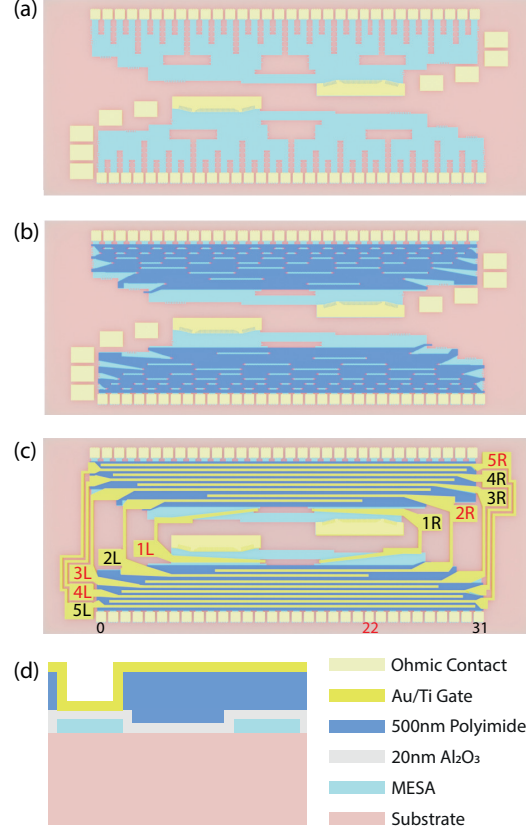 (a)
(b)
(c)
5R
4R
3R
2R
1R
1L
2L
3L
4L
5L
0
22
31
(d)
Ohmic Contact
Au/Ti Gate
500nm Polyimide
20nm Al₂O₃
MESA
Substrate